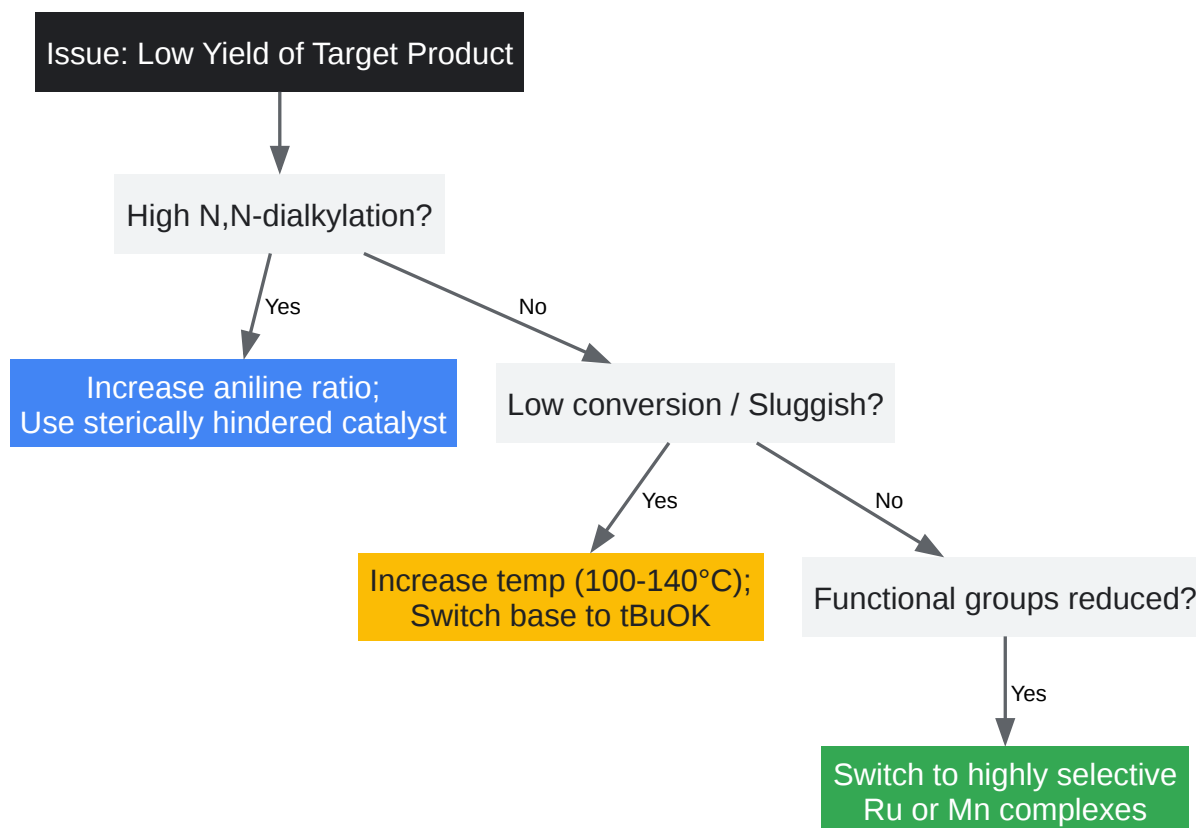 Issue: Low Yield of Target Product
High N,N-dialkylation?
Yes
No
Increase aniline ratio;
Use sterically hindered catalyst
Low conversion / Sluggish?
Yes
No
Increase temp (100-140°C);
Switch base to tBuOK
Functional groups reduced?
Yes
Switch to highly selective
Ru or Mn complexes